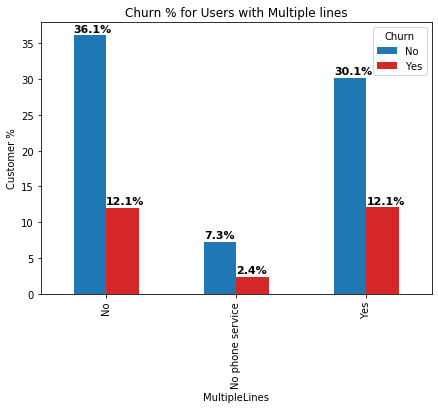 Churn % for Users with Multiple lines
Churn
No
Yes
Customer %
35
30
25
20
15
10
5
0
36.1%
12.1%
7.3%
2.4%
30.1%
12.1%
No
No phone service
Yes
MultipleLines